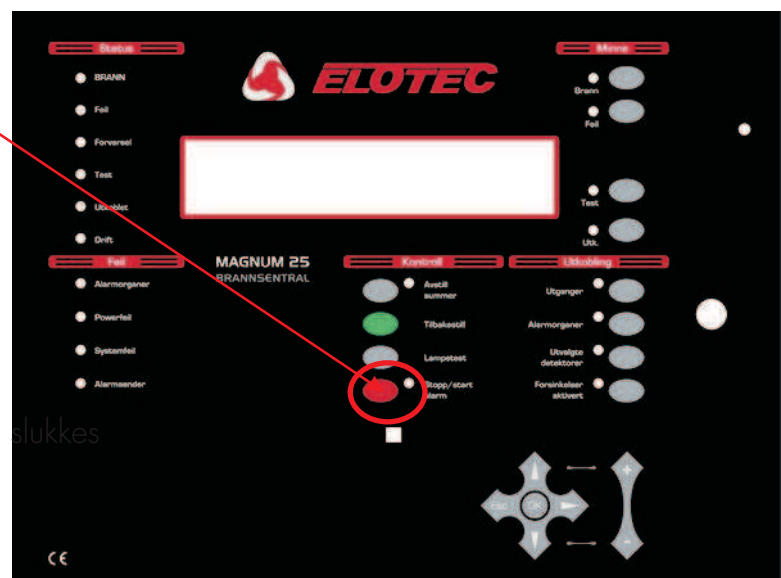 Status
BRANN
Feil
Forvarsel
Test
Utkoblet
Drift
Feil
Alarmorganer
Powerfeil
Systemfeil
Alarmsender
slukkes
CE
ELOTEC
MAGNUM 25
BRANNSENTRAL
Kontroll
Avstill
summer
Tilbakestill
Lampetest
Stopp/start
alarm
Minne
Brann
Feil
Test
Utk.
Utkobling
Utganger
Alarmorganer
Utvalgte
detektorer
Forsinkelser
aktivert
Esc
OK
+
-